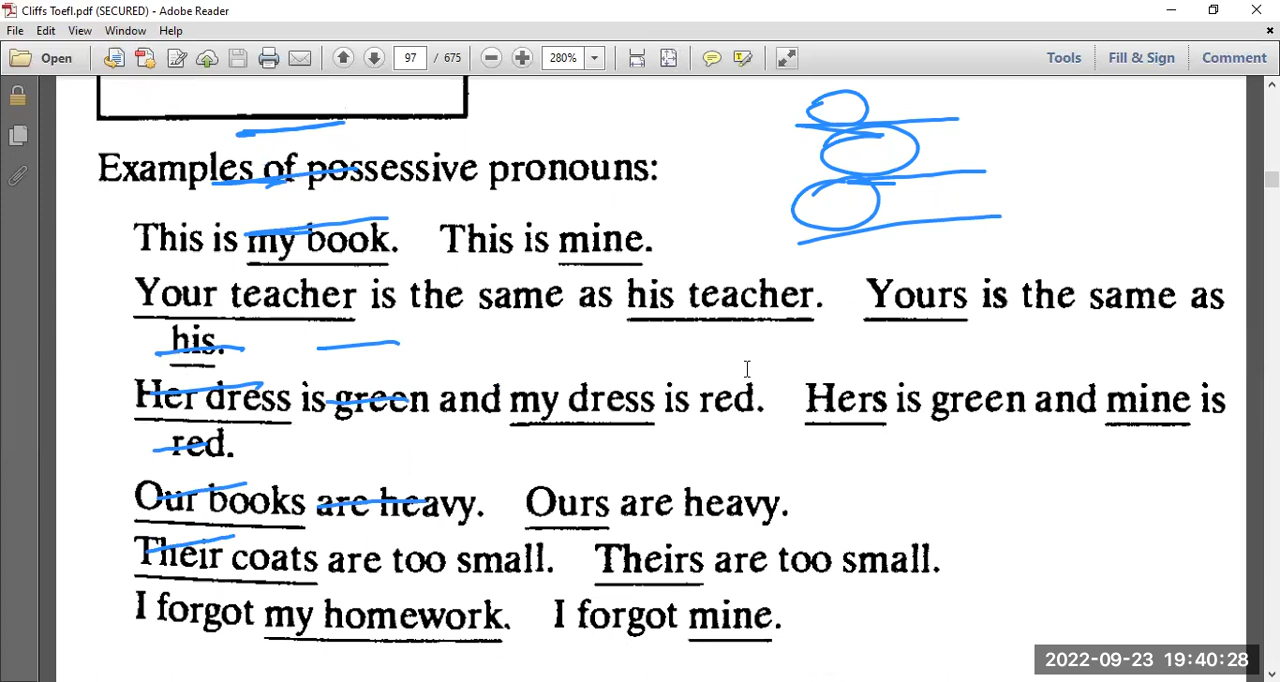 Cliffs Toefl.pdf (SECURED) - Adobe Reader
File Edit View Window Help
Open 97 / 675 280% Tools Fill & Sign Comment
Examples of possessive pronouns:
This is my book. This is mine.
Your teacher is the same as his teacher. Yours is the same as
his.
Her dress is green and my dress is red. Hers is green and mine is
red.
Our books are heavy. Ours are heavy.
Their coats are too small. Theirs are too small.
I forgot my homework. I forgot mine.
2022-09-23 19:40:28